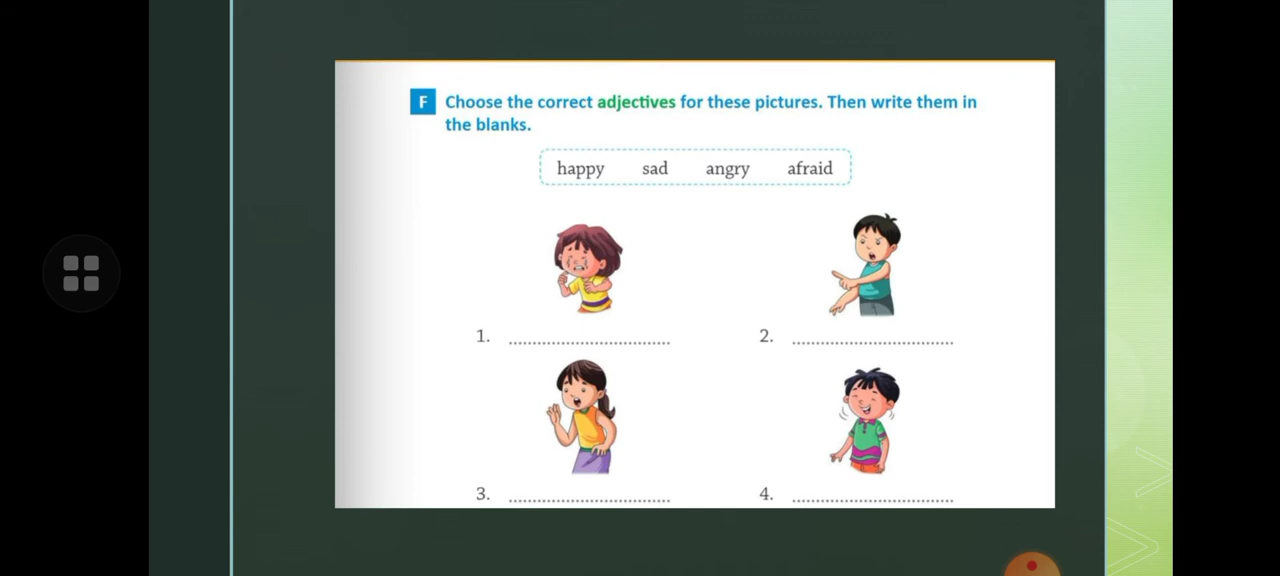 F Choose the correct adjectives for these pictures. Then write them in
the blanks.
happy sad angry afraid
1. ........................................ 2. ........................................
3. ........................................ 4. ........................................